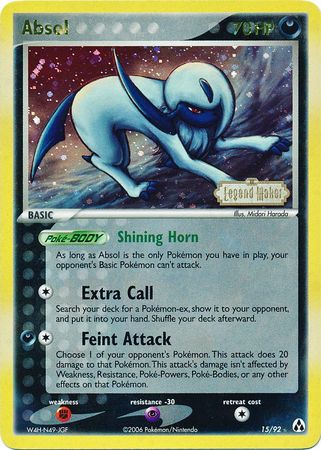 Absol 70 HP
Legend Maker
BASIC Illus. Midori Harada
Poké-BODY Shining Horn
As long as Absol is the only Pokémon you have in play, your
opponent's Basic Pokémon can't attack.
Extra Call
Search your deck for a Pokémon-ex, show it to your opponent,
and put it into your hand. Shuffle your deck afterward.
Feint Attack
Choose 1 of your opponent's Pokémon. This attack does 20
damage to that Pokémon. This attack's damage isn't affected by
Weakness, Resistance, Poké-Powers, Poké-Bodies, or any other
effects on that Pokémon.
weakness resistance -30 retreat cost
W4H-N49-JGF ©2006 Pokémon/Nintendo 15/92